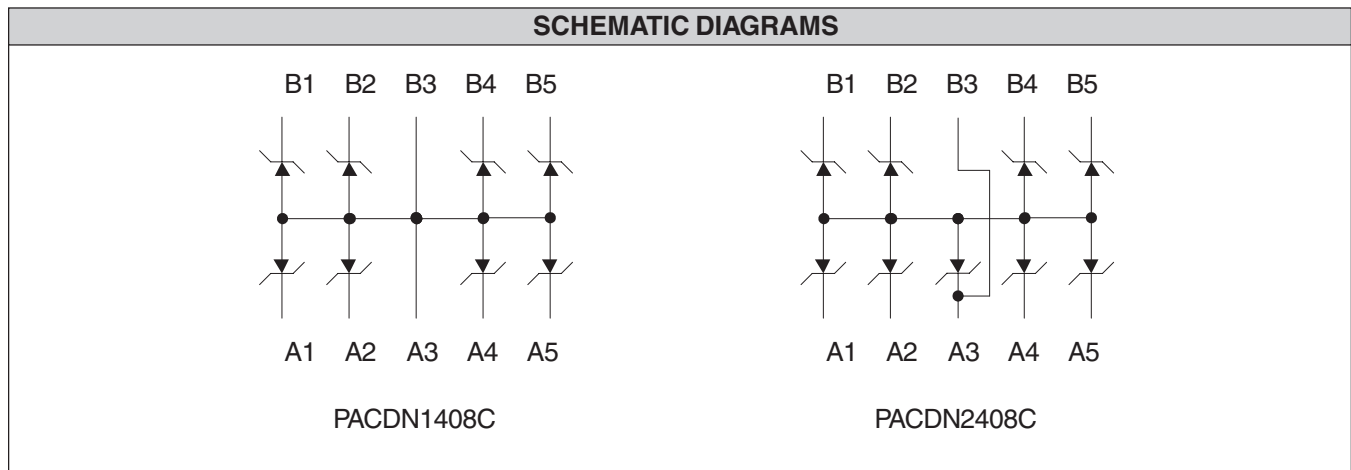 SCHEMATIC DIAGRAMS
B1 B2 B3 B4 B5 B1 B2 B3 B4 B5
A1 A2 A3 A4 A5 A1 A2 A3 A4 A5
PACDN1408C PACDN2408C